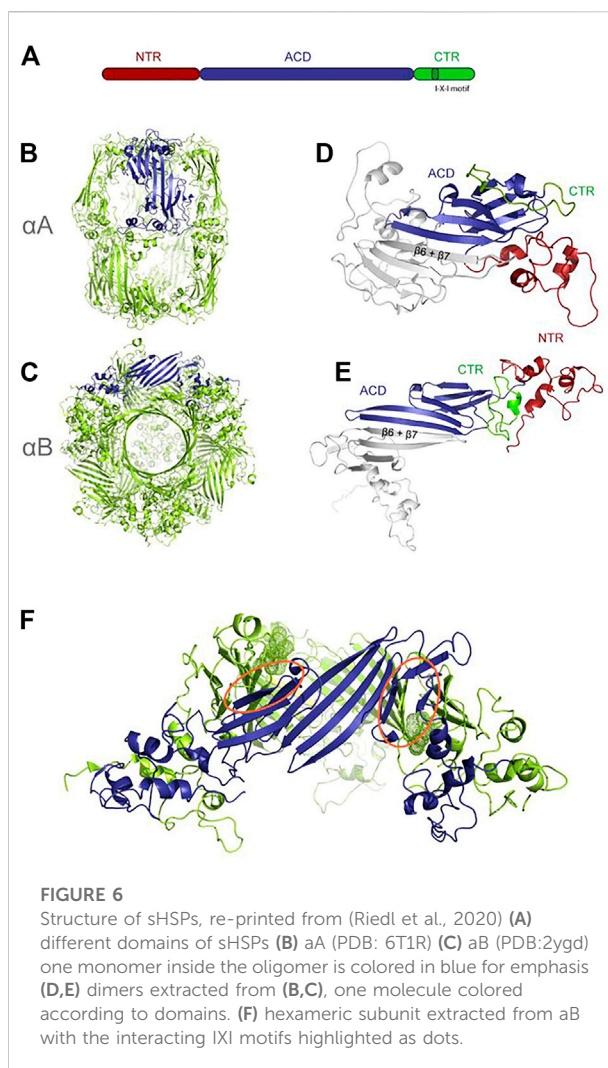 A
NTR
ACD
CTR
I-X-I motif
B
αA
D
ACD
CTR
β6 + β7
NTR
C
αB
E
NTR
CTR
ACD
β6 + β7
F
FIGURE 6
Structure of sHSPs, re-printed from (Riedl et al., 2020) (A)
different domains of sHSPs (B) aA (PDB: 6T1R) (C) aB (PDB:2ygd)
one monomer inside the oligomer is colored in blue for emphasis
(D,E) dimers extracted from (B,C), one molecule colored
according to domains. (F) hexameric subunit extracted from aB
with the interacting IXI motifs highlighted as dots.